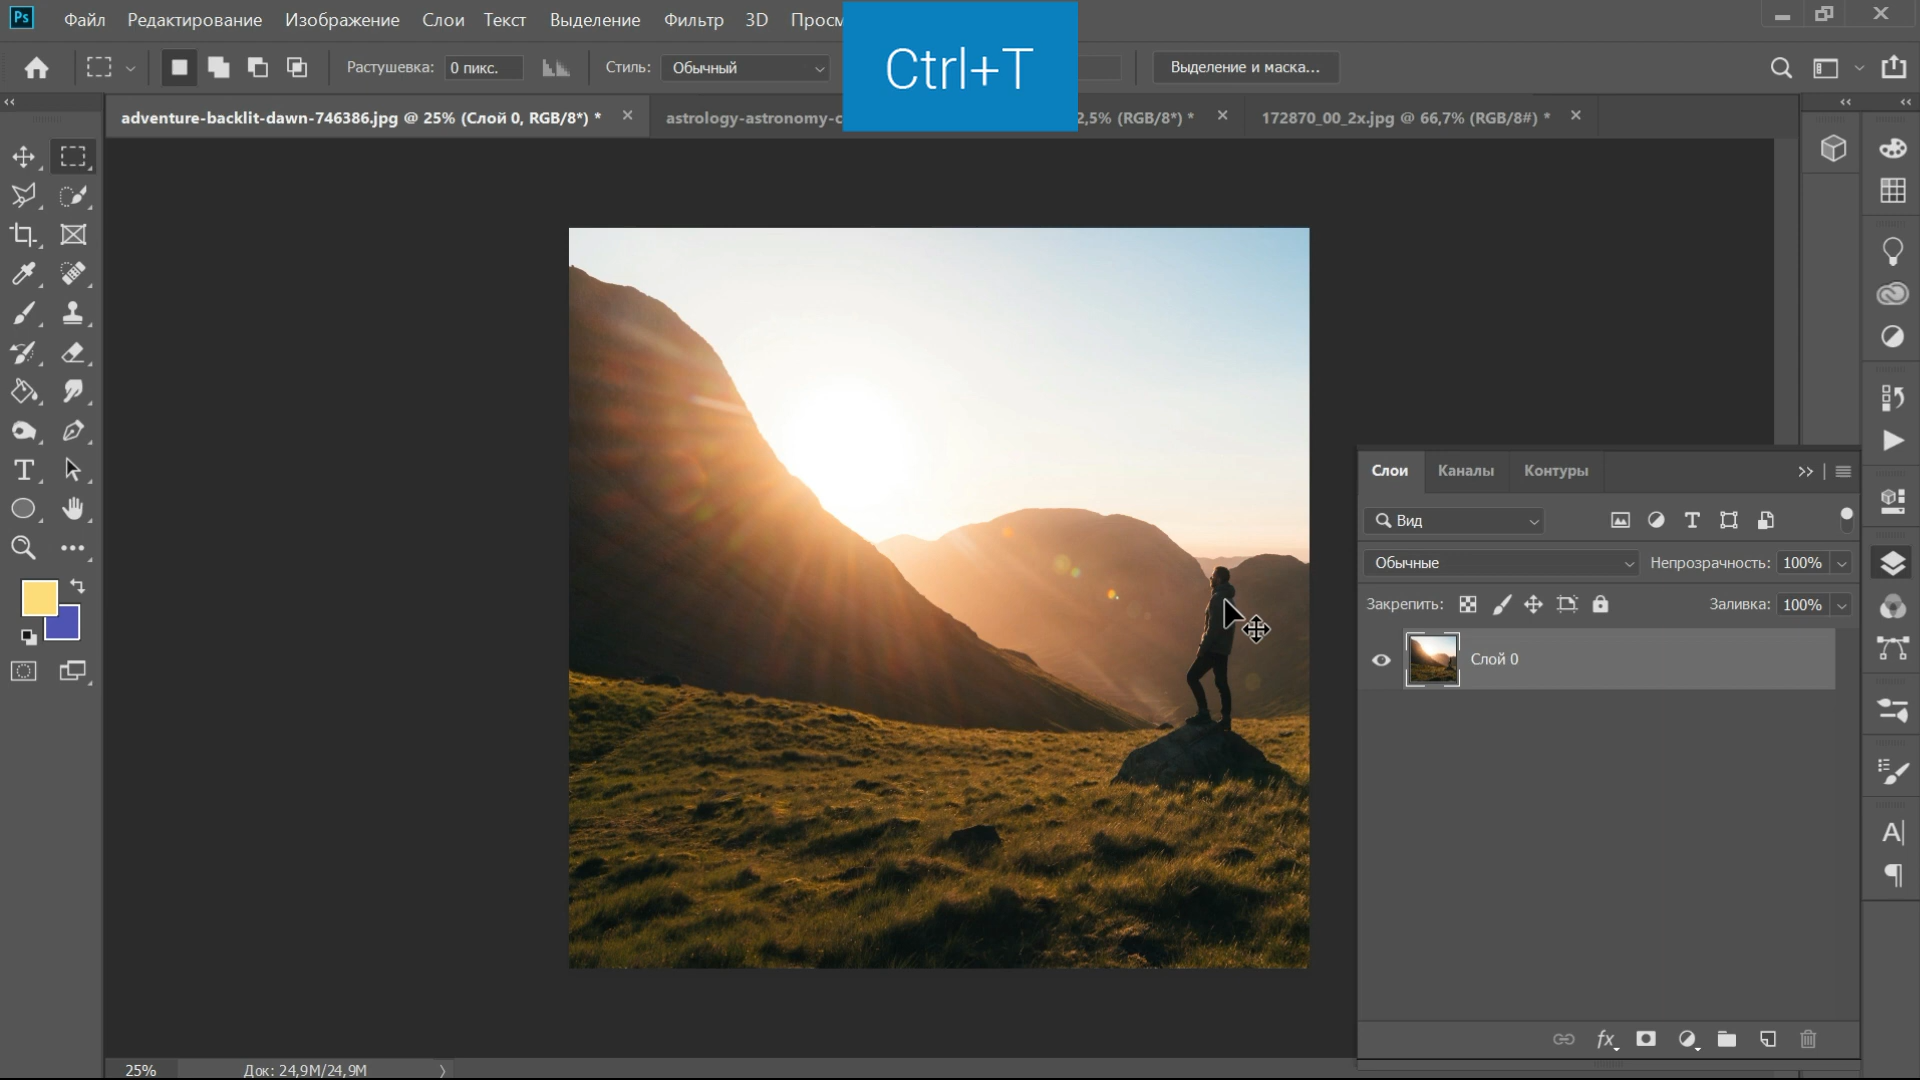 Ps Файл Редактирование Изображение Слои Текст Выделение Фильтр 3D Просм
Ctrl+T
Растушевка: 0 пикс. Стиль: Обычный Выделение и маска...
adventure-backlit-dawn-746386.jpg @ 25% (Слой 0, RGB/8*) * astrology-astronomy-c 2,5% (RGB/8*) * 172870_00_2x.jpg @ 66,7% (RGB/8#) *
Слои Каналы Контуры
Вид
Обычные Непрозрачность: 100%
Закрепить: Заливка: 100%
Слой 0
fx
25% Док: 24,9M/24,9M